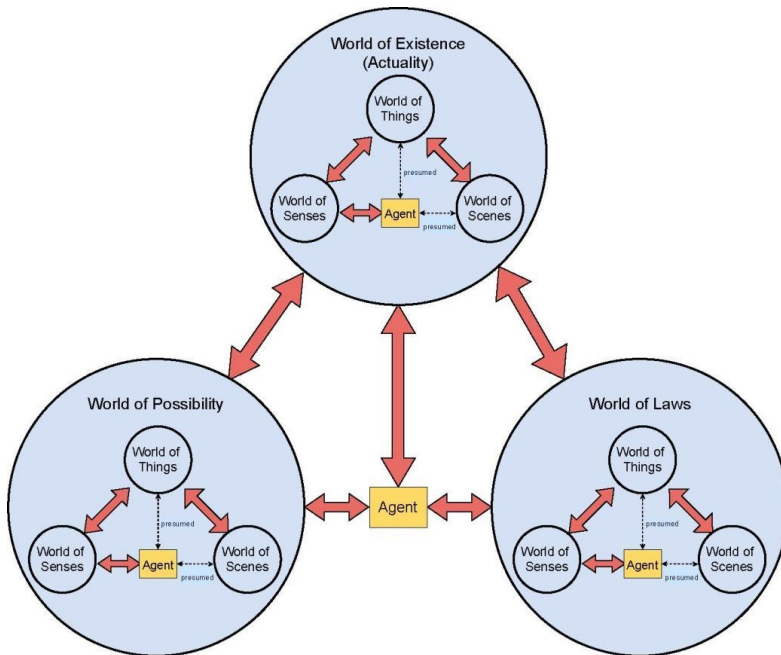 World of Existence
(Actuality)
World of
Things
presumed
World of
Senses
Agent
World of
Scenes
presumed
World of Possibility
World of
Things
presumed
World of
Senses
Agent
World of
Scenes
presumed
Agent
World of Laws
World of
Things
presumed
World of
Senses
Agent
World of
Scenes
presumed